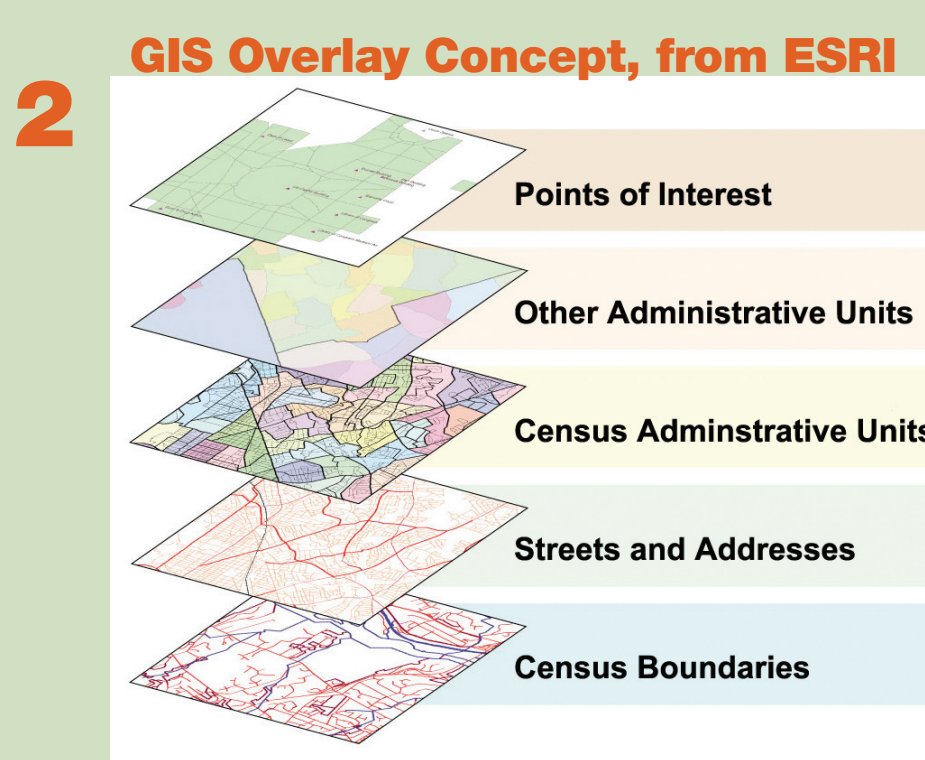 GIS Overlay Concept, from ESRI
2
Points of Interest
Other Administrative Units
Census Adminstrative Units
Streets and Addresses
Census Boundaries